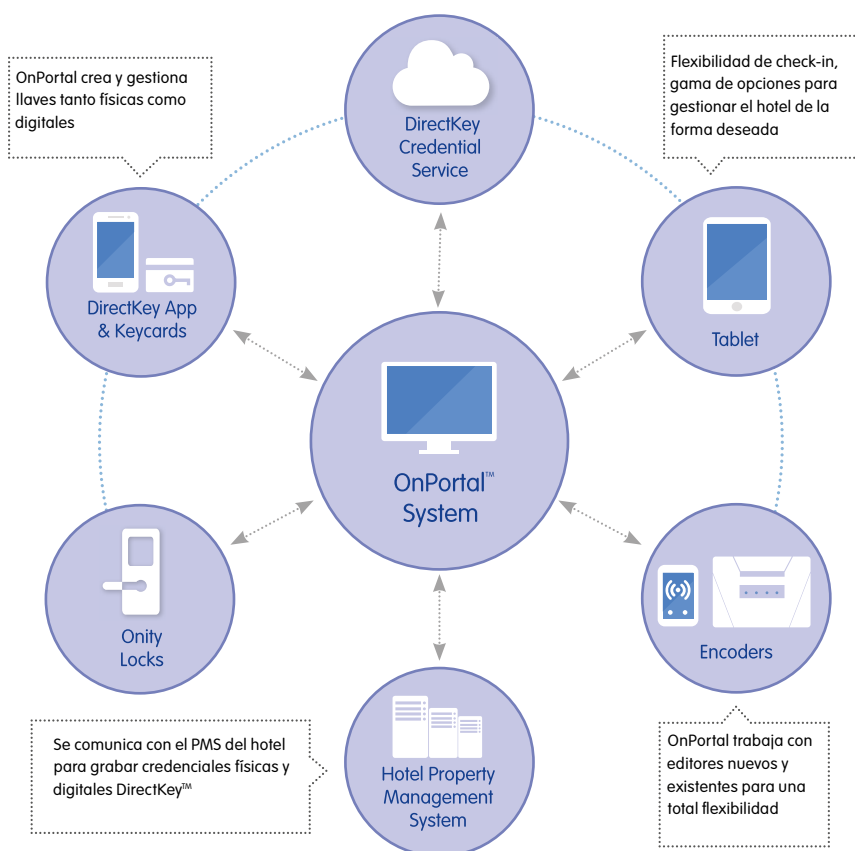 OnPortal crea y gestiona
llaves tanto físicas como
digitales
DirectKey
Credential
Service
Flexibilidad de check-in,
gama de opciones para
gestionar el hotel de la
forma deseada
DirectKey App
& Keycards
Tablet
OnPortal™
System
Onity
Locks
Encoders
Se comunica con el PMS del hotel
para grabar credenciales físicas y
digitales DirectKey™
Hotel Property
Management
System
OnPortal trabaja con
editores nuevos y
existentes para una
total flexibilidad